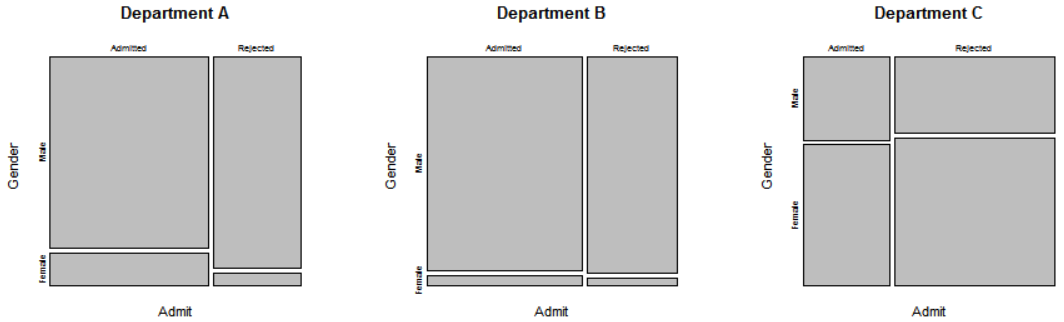 Department A
Admitted Rejected
Gender
Male
Female
Admit
Department B
Admitted Rejected
Gender
Male
Female
Admit
Department C
Admitted Rejected
Gender
Male
Female
Admit